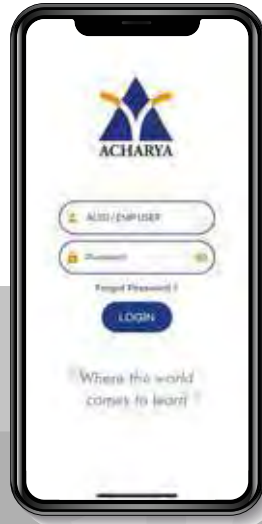 ACHARYA
AUID / EMP USER
Password
Forgot Password ?
LOGIN
" Where the world
comes to learn "